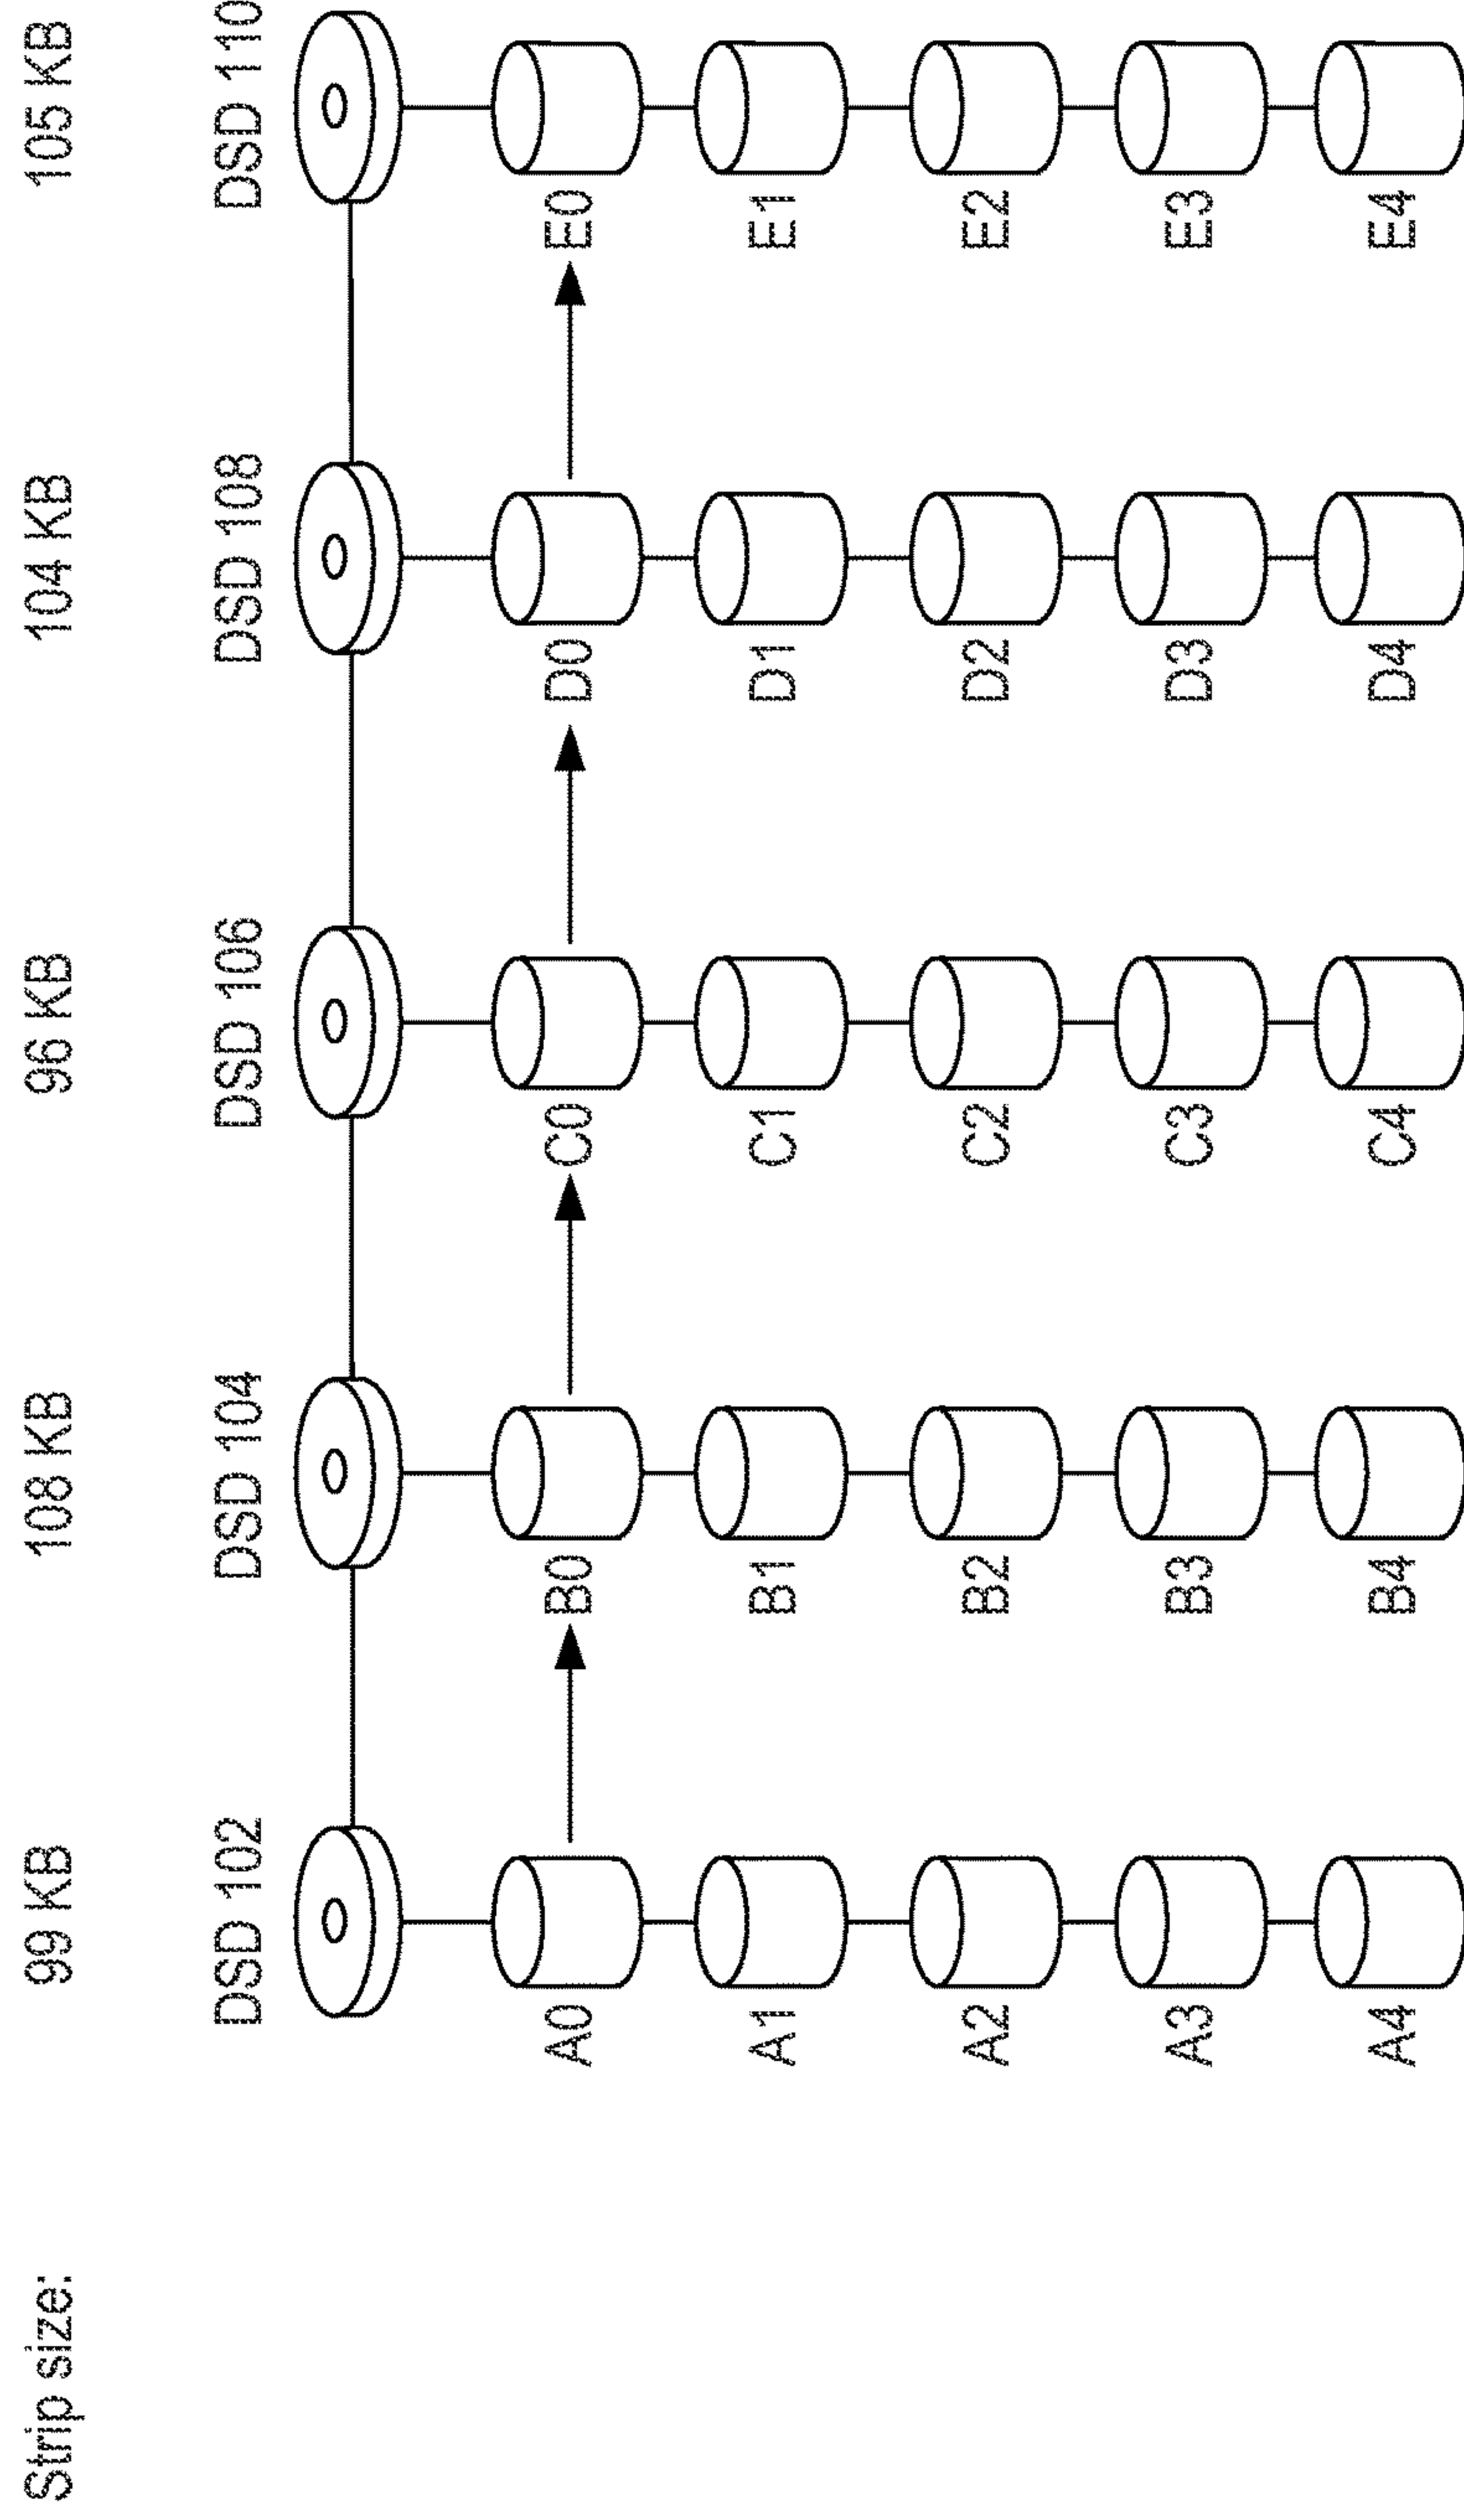 Strip size: 99 KB 108 KB 96 KB 104 KB 105 KB
DSD 102 DSD 104 DSD 106 DSD 108 DSD 110
A0 B0 C0 D0 E0
A1 B1 C1 D1 E1
A2 B2 C2 D2 E2
A3 B3 C3 D3 E3
A4 B4 C4 D4 E4